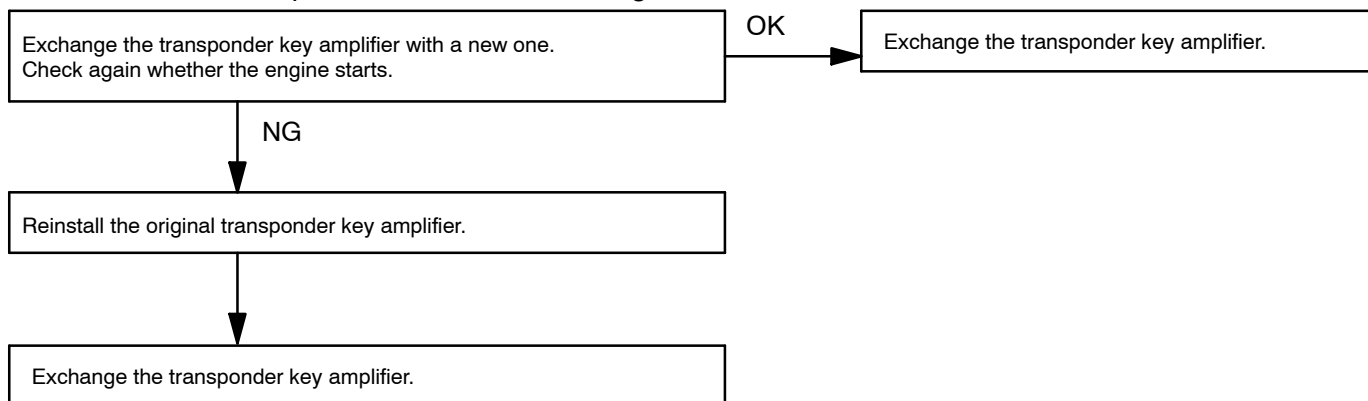 Exchange the transponder key amplifier with a new one.
Check again whether the engine starts.
OK
Exchange the transponder key amplifier.
NG
Reinstall the original transponder key amplifier.
Exchange the transponder key amplifier.